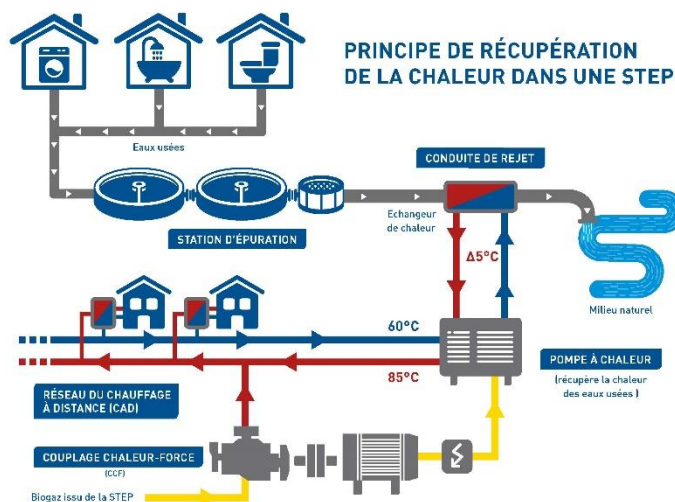 PRINCIPE DE RÉCUPÉRATION
DE LA CHALEUR DANS UNE STEP
Eaux usées
CONDUITE DE REJET
Echangeur
de chaleur
STATION D'ÉPURATION
Δ5°C
Milieu naturel
60°C
85°C
POMPE À CHALEUR
(récupère la chaleur
des eaux usées )
RÉSEAU DU CHAUFFAGE
À DISTANCE (CAD)
COUPLAGE CHALEUR-FORCE
(CCF)
Biogaz issu de la STEP